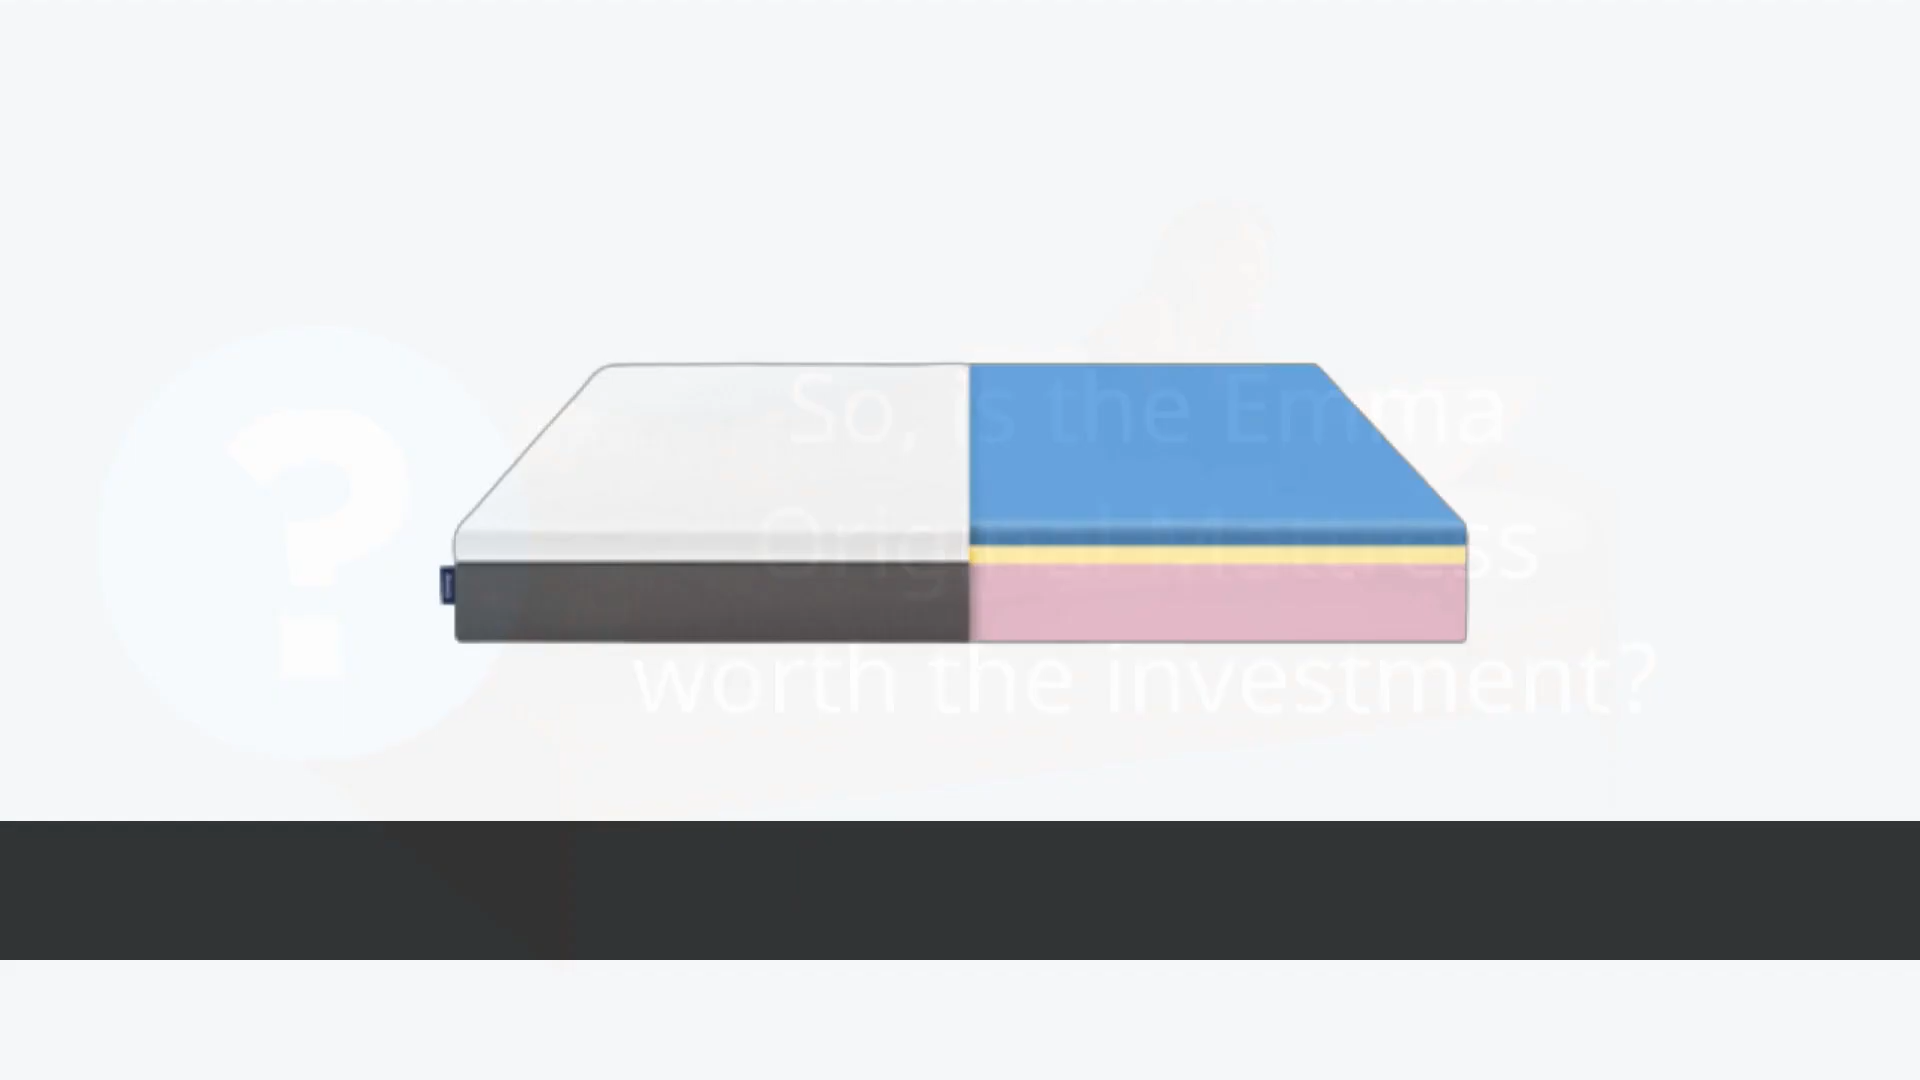 So, is the Emma
Original Mattress
worth the investment?